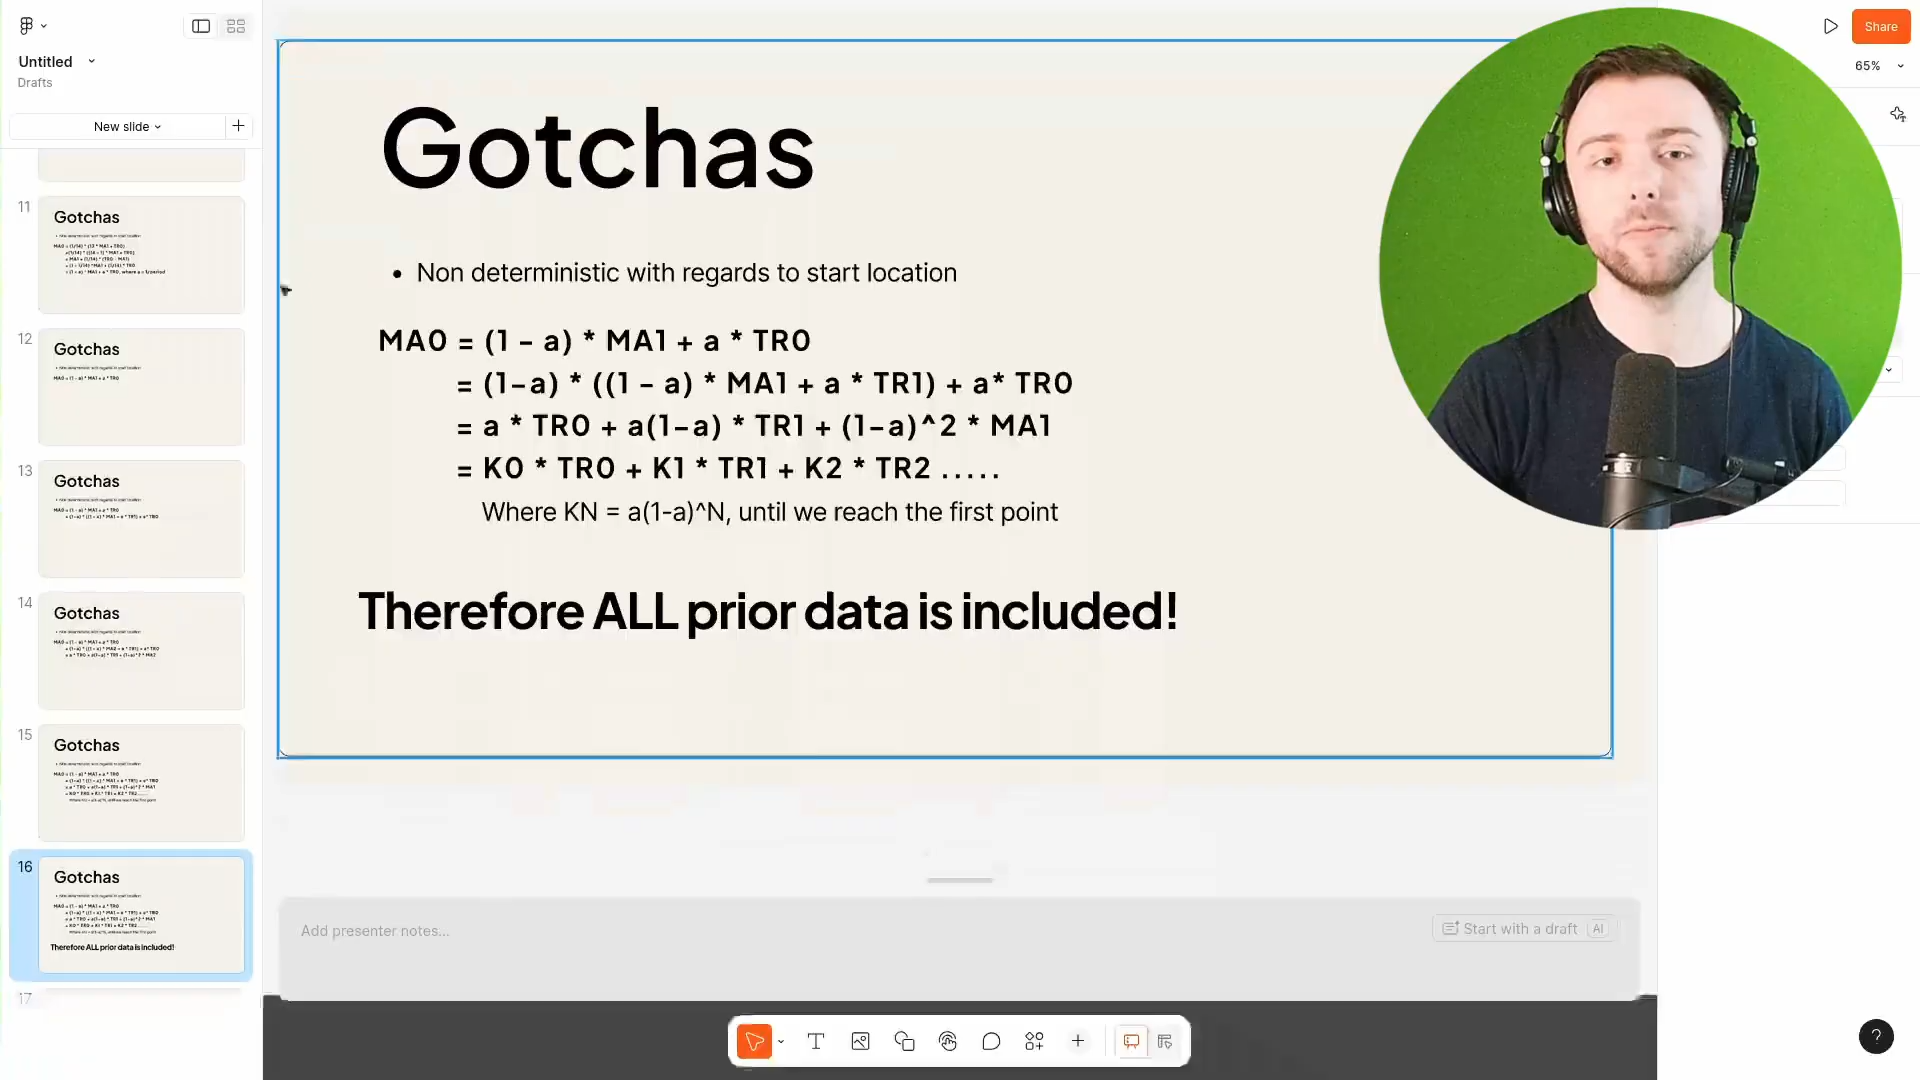 Untitled
Drafts
New slide
11
Gotchas
12
Gotchas
MA0 = (1 - a) * MA1 + a * TR0
13
Gotchas
14
Gotchas
15
Gotchas
16
Gotchas
Therefore ALL prior data is included!
17
Gotchas
• Non deterministic with regards to start location
MA0 = (1 - a) * MA1 + a * TR0
= (1-a) * ((1 - a) * MA1 + a * TR1) + a* TR0
= a * TR0 + a(1-a) * TR1 + (1-a)^2 * MA1
= K0 * TR0 + K1 * TR1 + K2 * TR2 .....
Where KN = a(1-a)^N, until we reach the first point
Therefore ALL prior data is included!
Add presenter notes...
Start with a draft AI
Share
65%
?